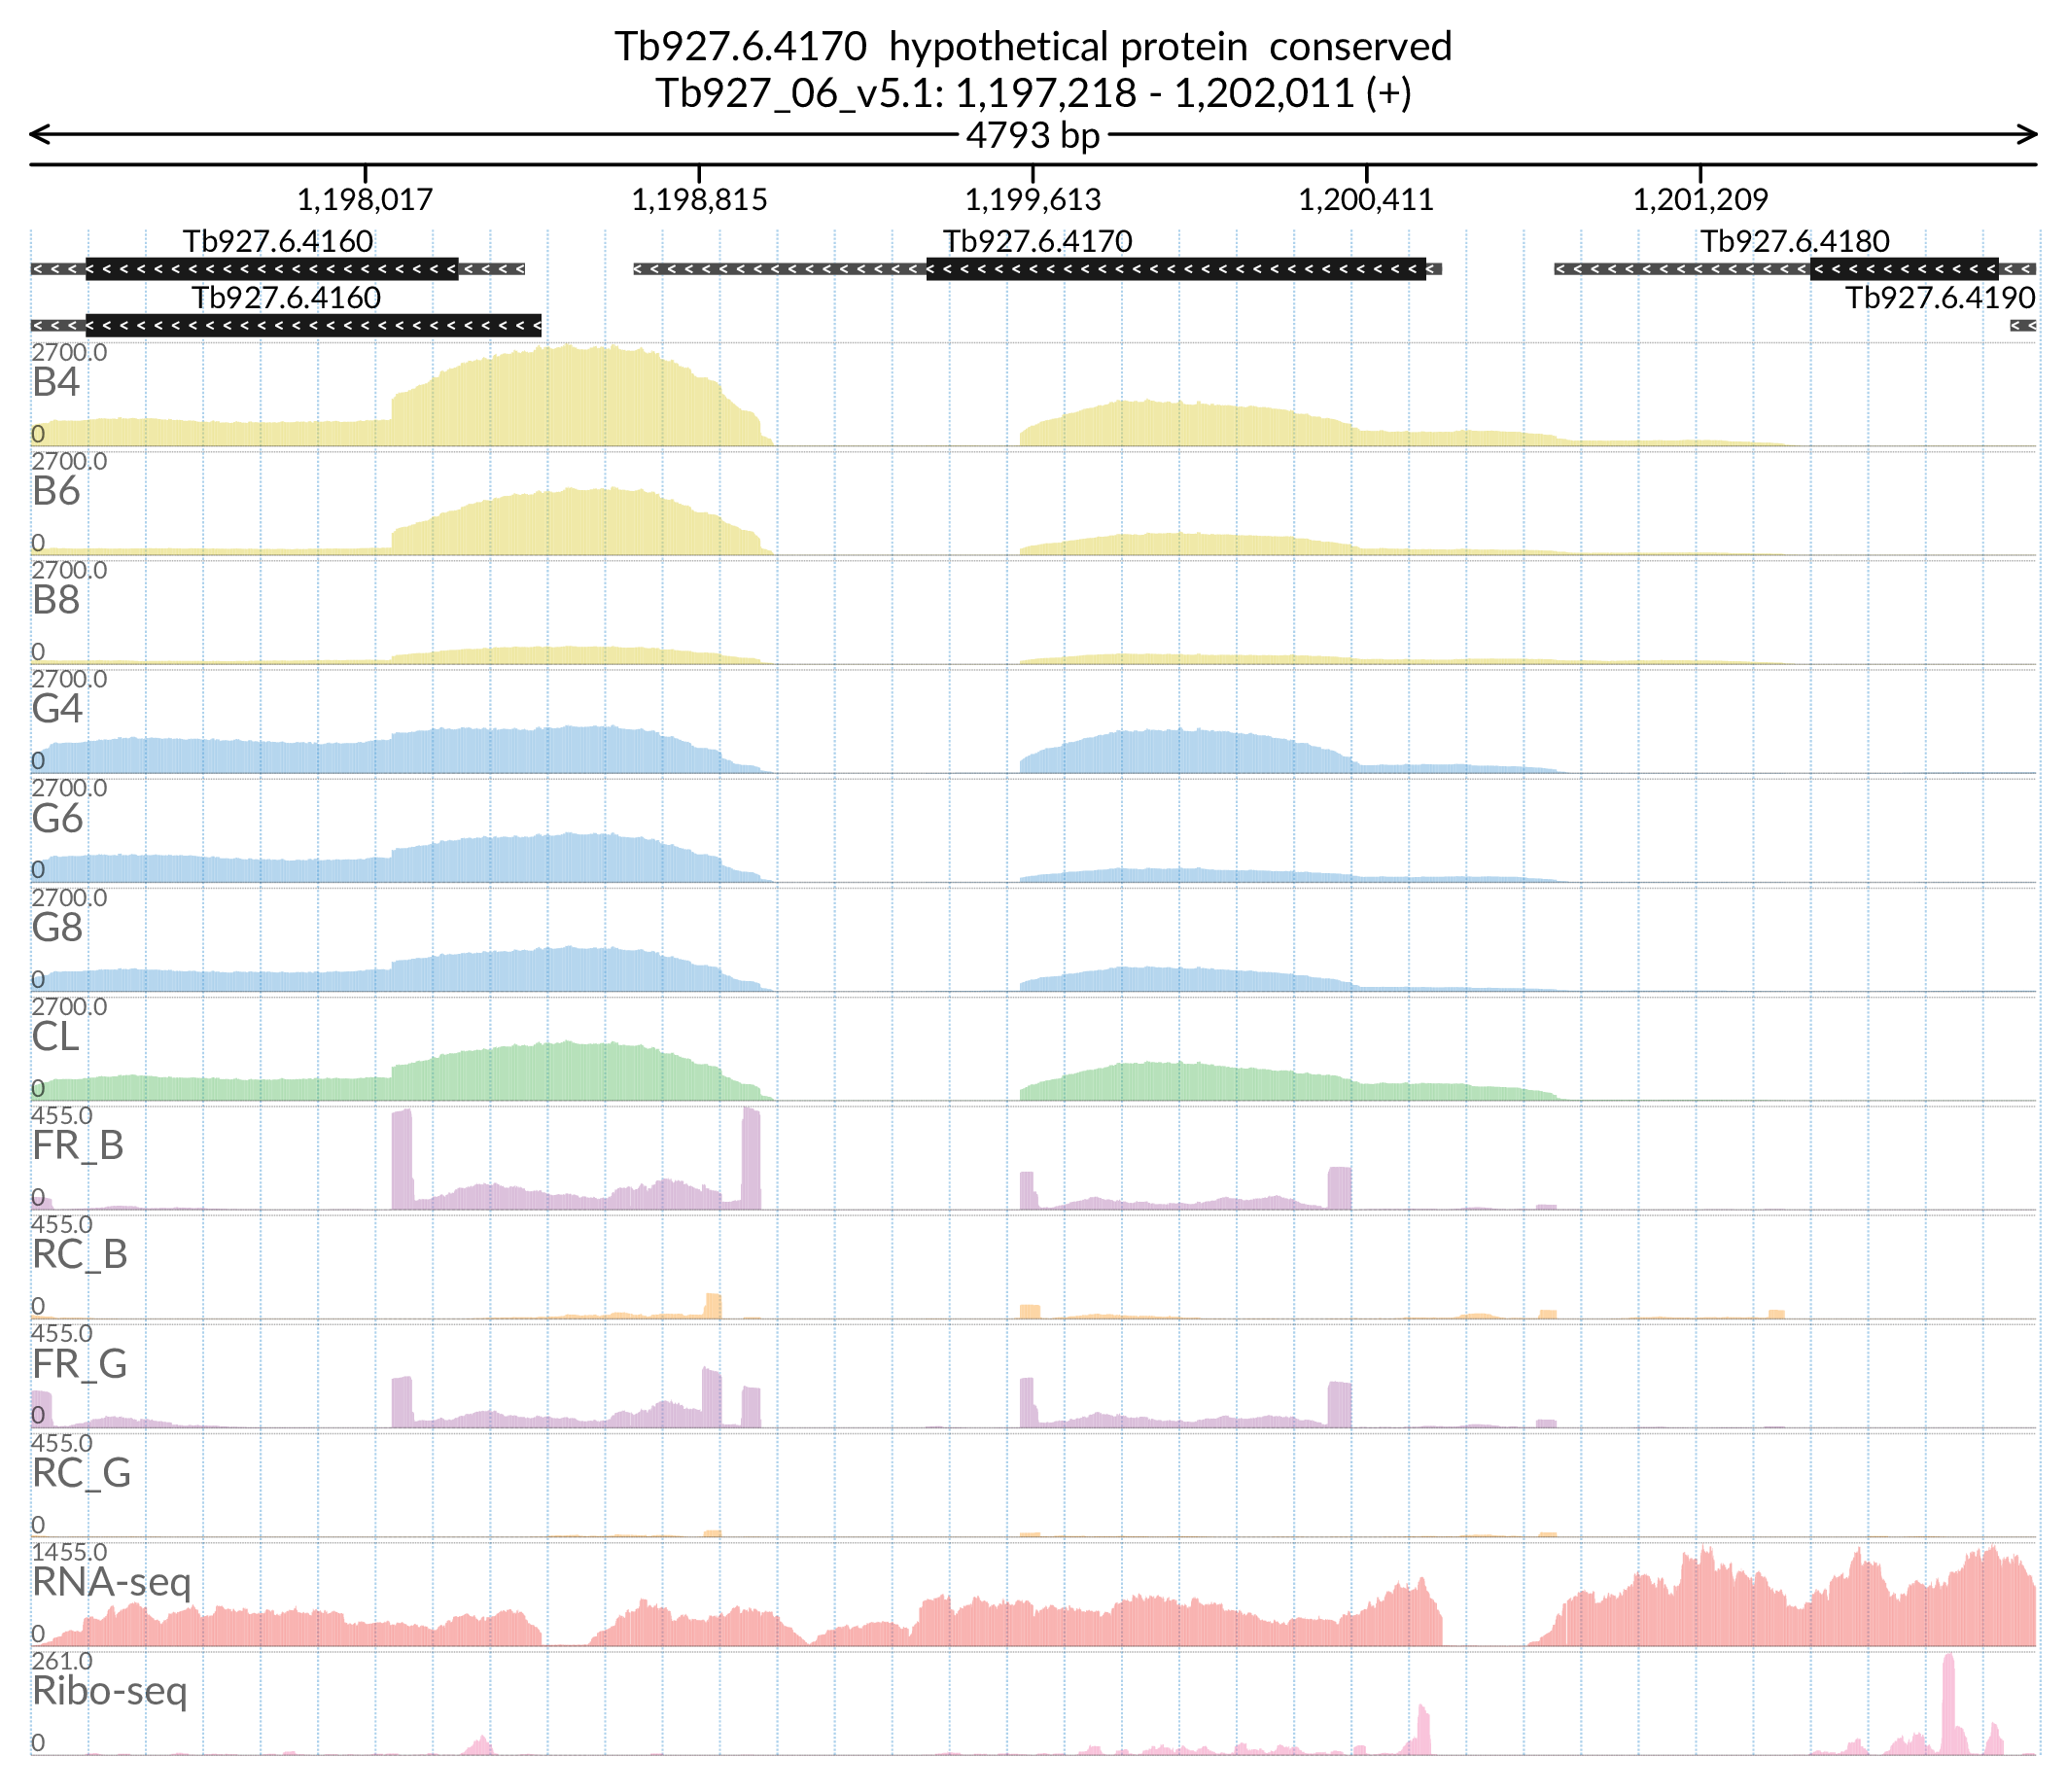 Tb927.6.4170  hypothetical protein  conserved
Tb927_06_v5.1: 1,197,218 - 1,202,011 (+)
4793 bp
1,198,017 1,198,815 1,199,613 1,200,411 1,201,209
Tb927.6.4160 Tb927.6.4170 Tb927.6.4180
Tb927.6.4160 Tb927.6.4190
2700.0
B4
0
2700.0
B6
0
2700.0
B8
0
2700.0
G4
0
2700.0
G6
0
2700.0
G8
0
2700.0
CL
0
455.0
FR_B
0
455.0
RC_B
0
455.0
FR_G
0
455.0
RC_G
0
1455.0
RNA-seq
0
261.0
Ribo-seq
0